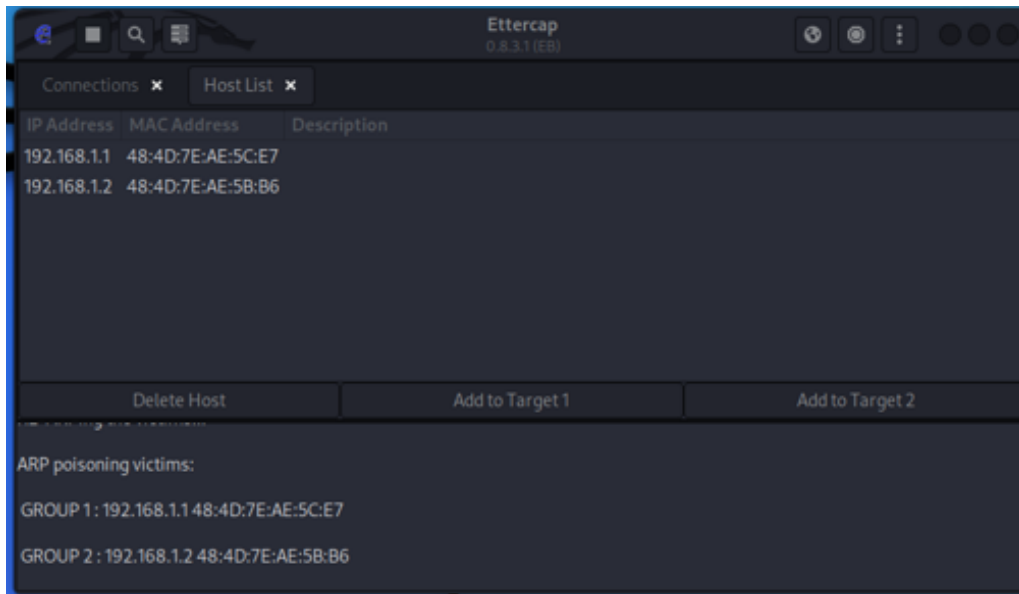 Ettercap
0.8.3.1 (EB)
Connections × Host List ×
IP Address MAC Address Description
192.168.1.1 48:4D:7E:AE:5C:E7
192.168.1.2 48:4D:7E:AE:5B:B6
Delete Host Add to Target 1 Add to Target 2
ARP poisoning victims:
GROUP 1 : 192.168.1.1 48:4D:7E:AE:5C:E7
GROUP 2 : 192.168.1.2 48:4D:7E:AE:5B:B6